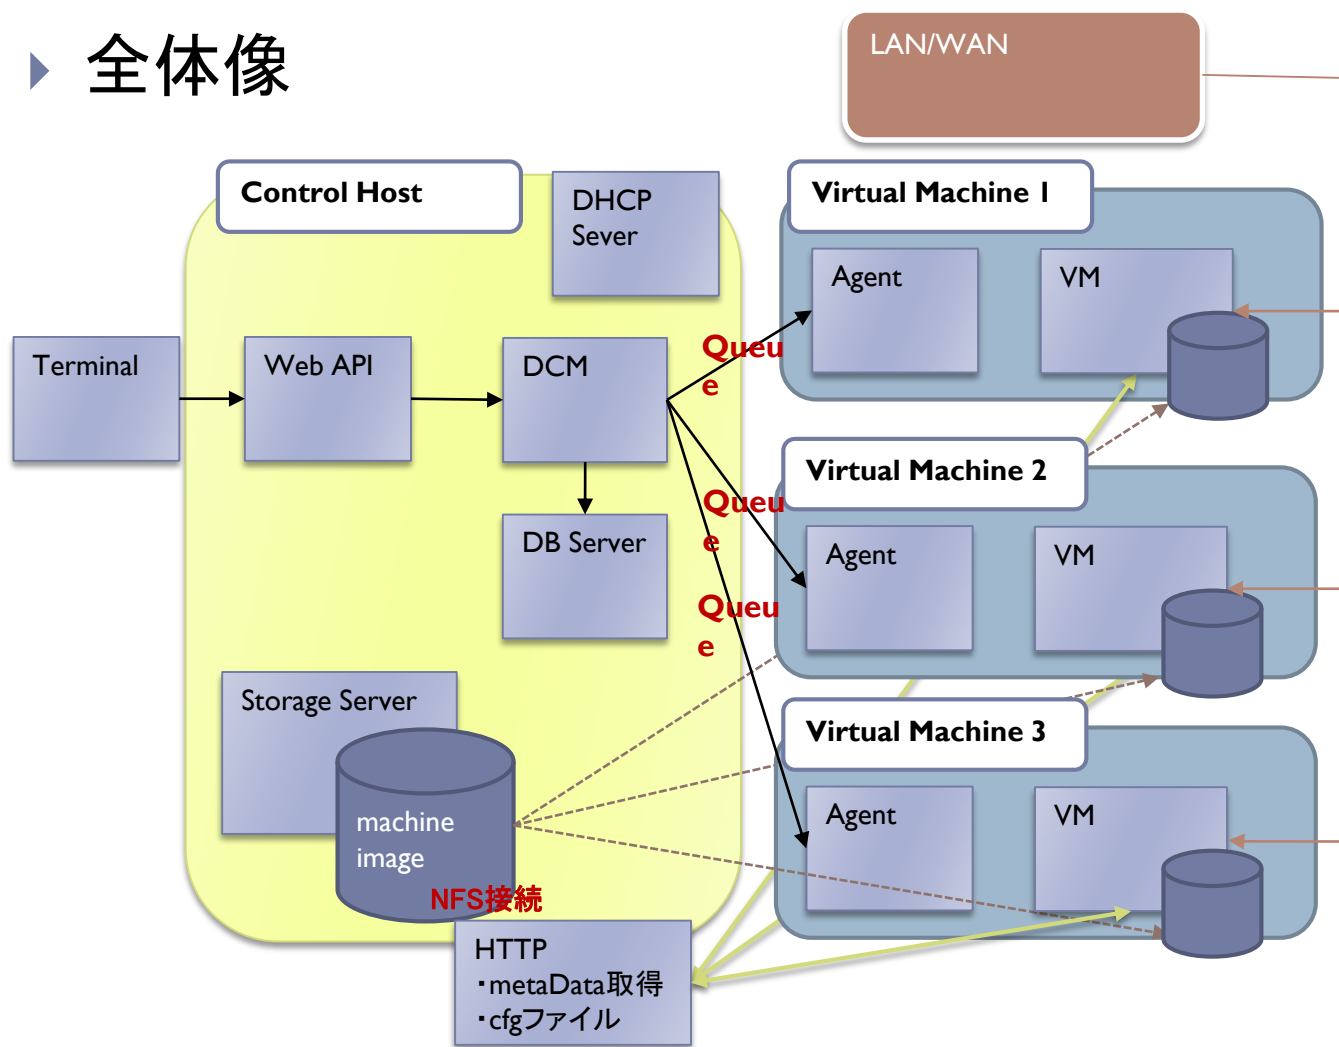 全体像
LAN/WAN
Control Host
DHCP
Sever
Virtual Machine 1
Agent
VM
Terminal
Web API
DCM
Queu
e
Virtual Machine 2
Queu
e
DB Server
Agent
VM
Queu
e
Storage Server
Virtual Machine 3
machine
image
Agent
VM
NFS接続
HTTP
・metaData取得
・cfgファイル